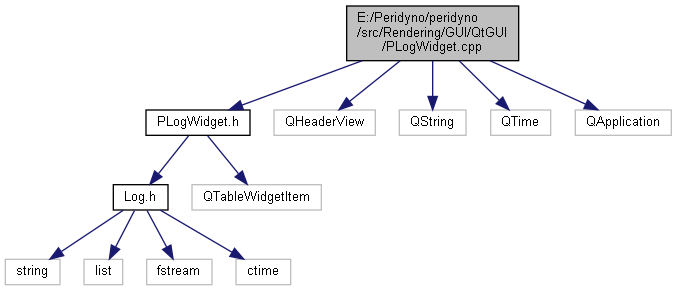 E:/Peridyno/peridyno
/src/Rendering/GUI/QtGUI
/PLogWidget.cpp
PLogWidget.h
QHeaderView
QString
QTime
QApplication
Log.h
QTableWidgetItem
string
list
fstream
ctime